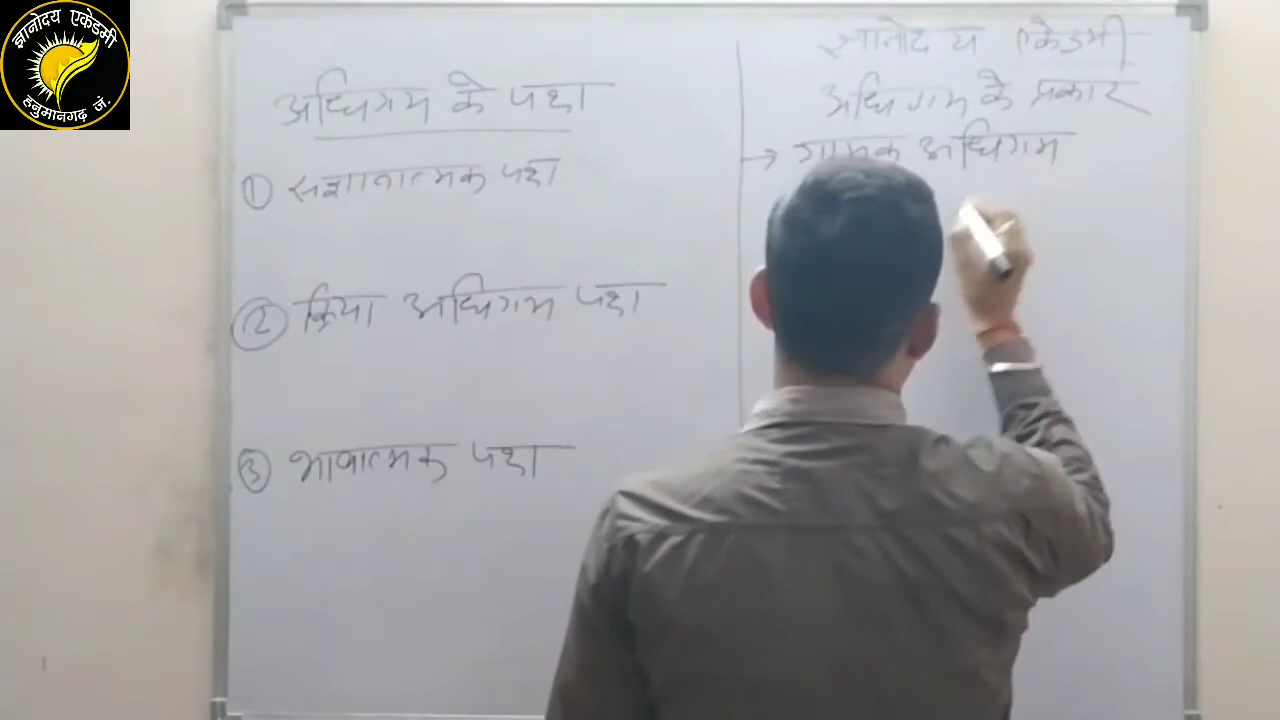 ज्ञानोदय एकेडमी
हनुमानगढ़ जं.
अधिगम के पक्ष
① सज्ञानात्मक पक्ष
② क्रिया अधिगम पक्ष
③ भावात्मक पक्ष
ज्ञानोदय एकेडमी
अधिगम के प्रकार
→ गामक अधिगम